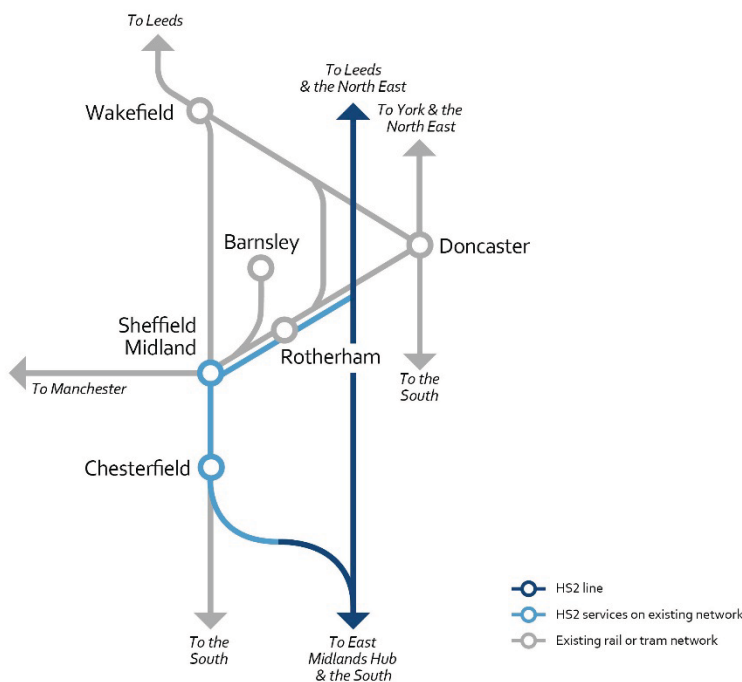 To Leeds
To Leeds
& the North East
To York & the
North East
Wakefield
Barnsley
Doncaster
Sheffield
Midland
Rotherham
To Manchester
To the
South
Chesterfield
To the
South
To East
Midlands Hub
& the South
HS2 line
HS2 services on existing network
Existing rail or tram network